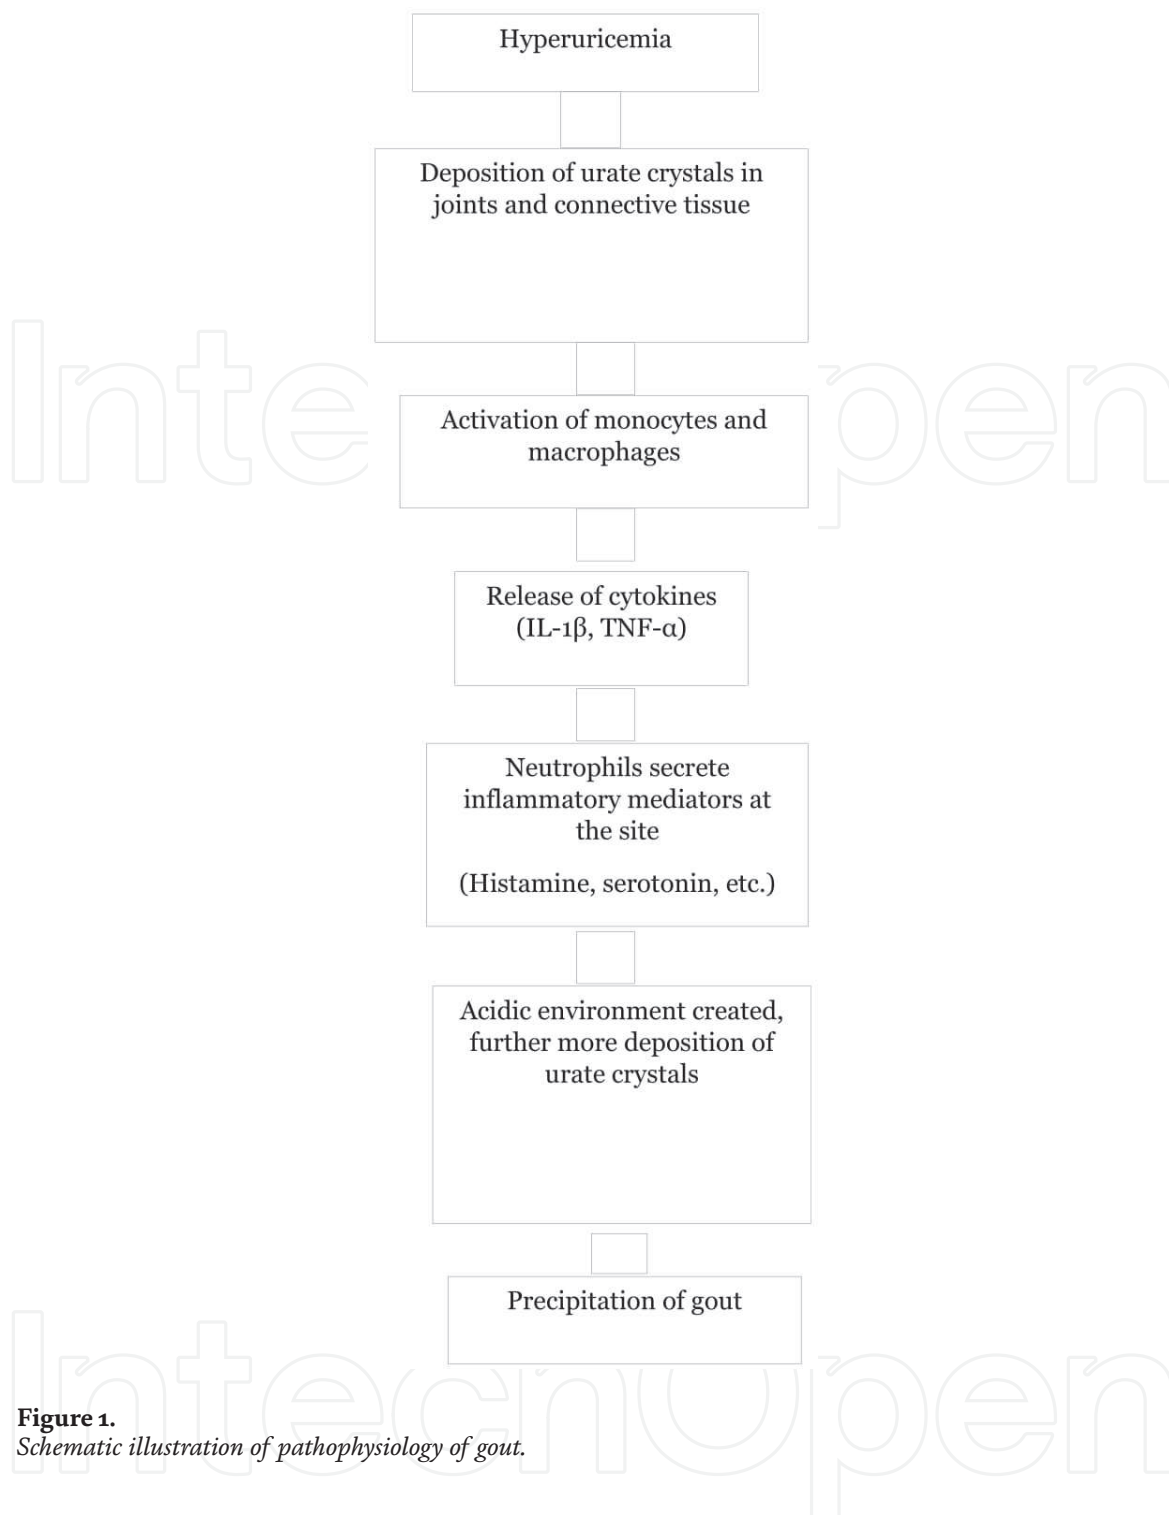 Hyperuricemia
Deposition of urate crystals in
joints and connective tissue
Activation of monocytes and
macrophages
Release of cytokines
(IL-1β, TNF-α)
Neutrophils secrete
inflammatory mediators at
the site
(Histamine, serotonin, etc.)
Acidic environment created,
further more deposition of
urate crystals
Precipitation of gout
Figure 1.
Schematic illustration of pathophysiology of gout.